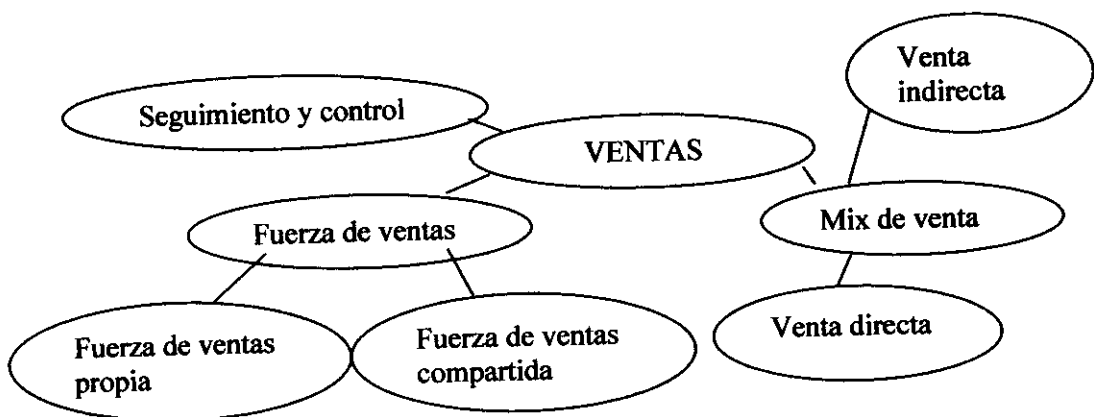 Venta
indirecta
Seguimiento y control
VENTAS
Mix de venta
Fuerza de ventas
Venta directa
Fuerza de ventas
propia
Fuerza de ventas
compartida